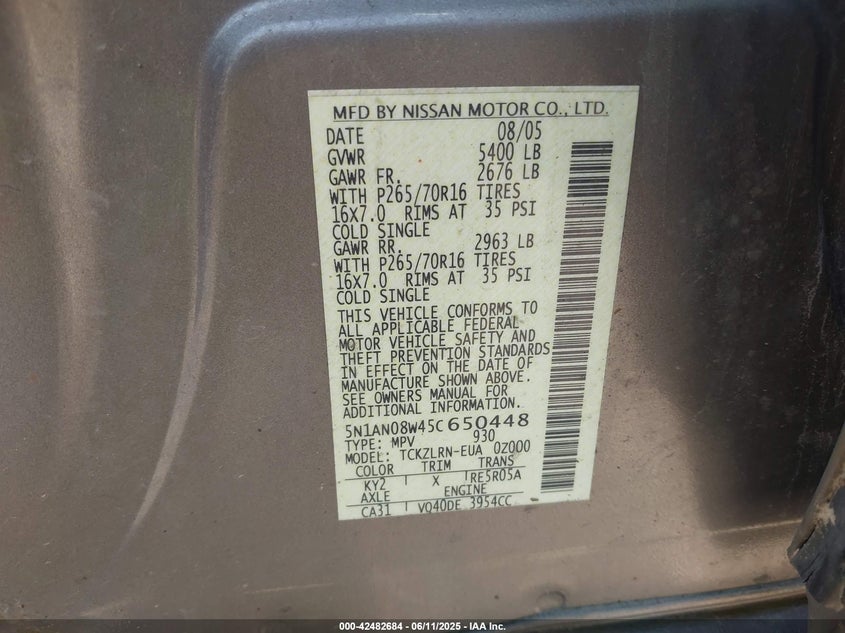 MFD BY NISSAN MOTOR CO., LTD.
DATE 08/05
GVWR 5400 LB
GAWR FR. 2676 LB
WITH P265/70R16 TIRES
16X7.0 RIMS AT 35 PSI
COLD SINGLE
GAWR RR. 2963 LB
WITH P265/70R16 TIRES
16X7.0 RIMS AT 35 PSI
COLD SINGLE
THIS VEHICLE CONFORMS TO
ALL APPLICABLE FEDERAL
MOTOR VEHICLE SAFETY AND
THEFT PREVENTION STANDARDS
IN EFFECT ON THE DATE OF
MANUFACTURE SHOWN ABOVE.
SEE OWNERS MANUAL FOR
ADDITIONAL INFORMATION.
5N1AN08W45C650448
TYPE: MPV 930
MODEL: TCKZLRN-EUA 0Z000
COLOR TRIM TRANS
KY2 X RE5R05A
AXLE ENGINE
CA31 VQ40DE 3954CC
000-42482684 - 06/11/2025 - IAA Inc.